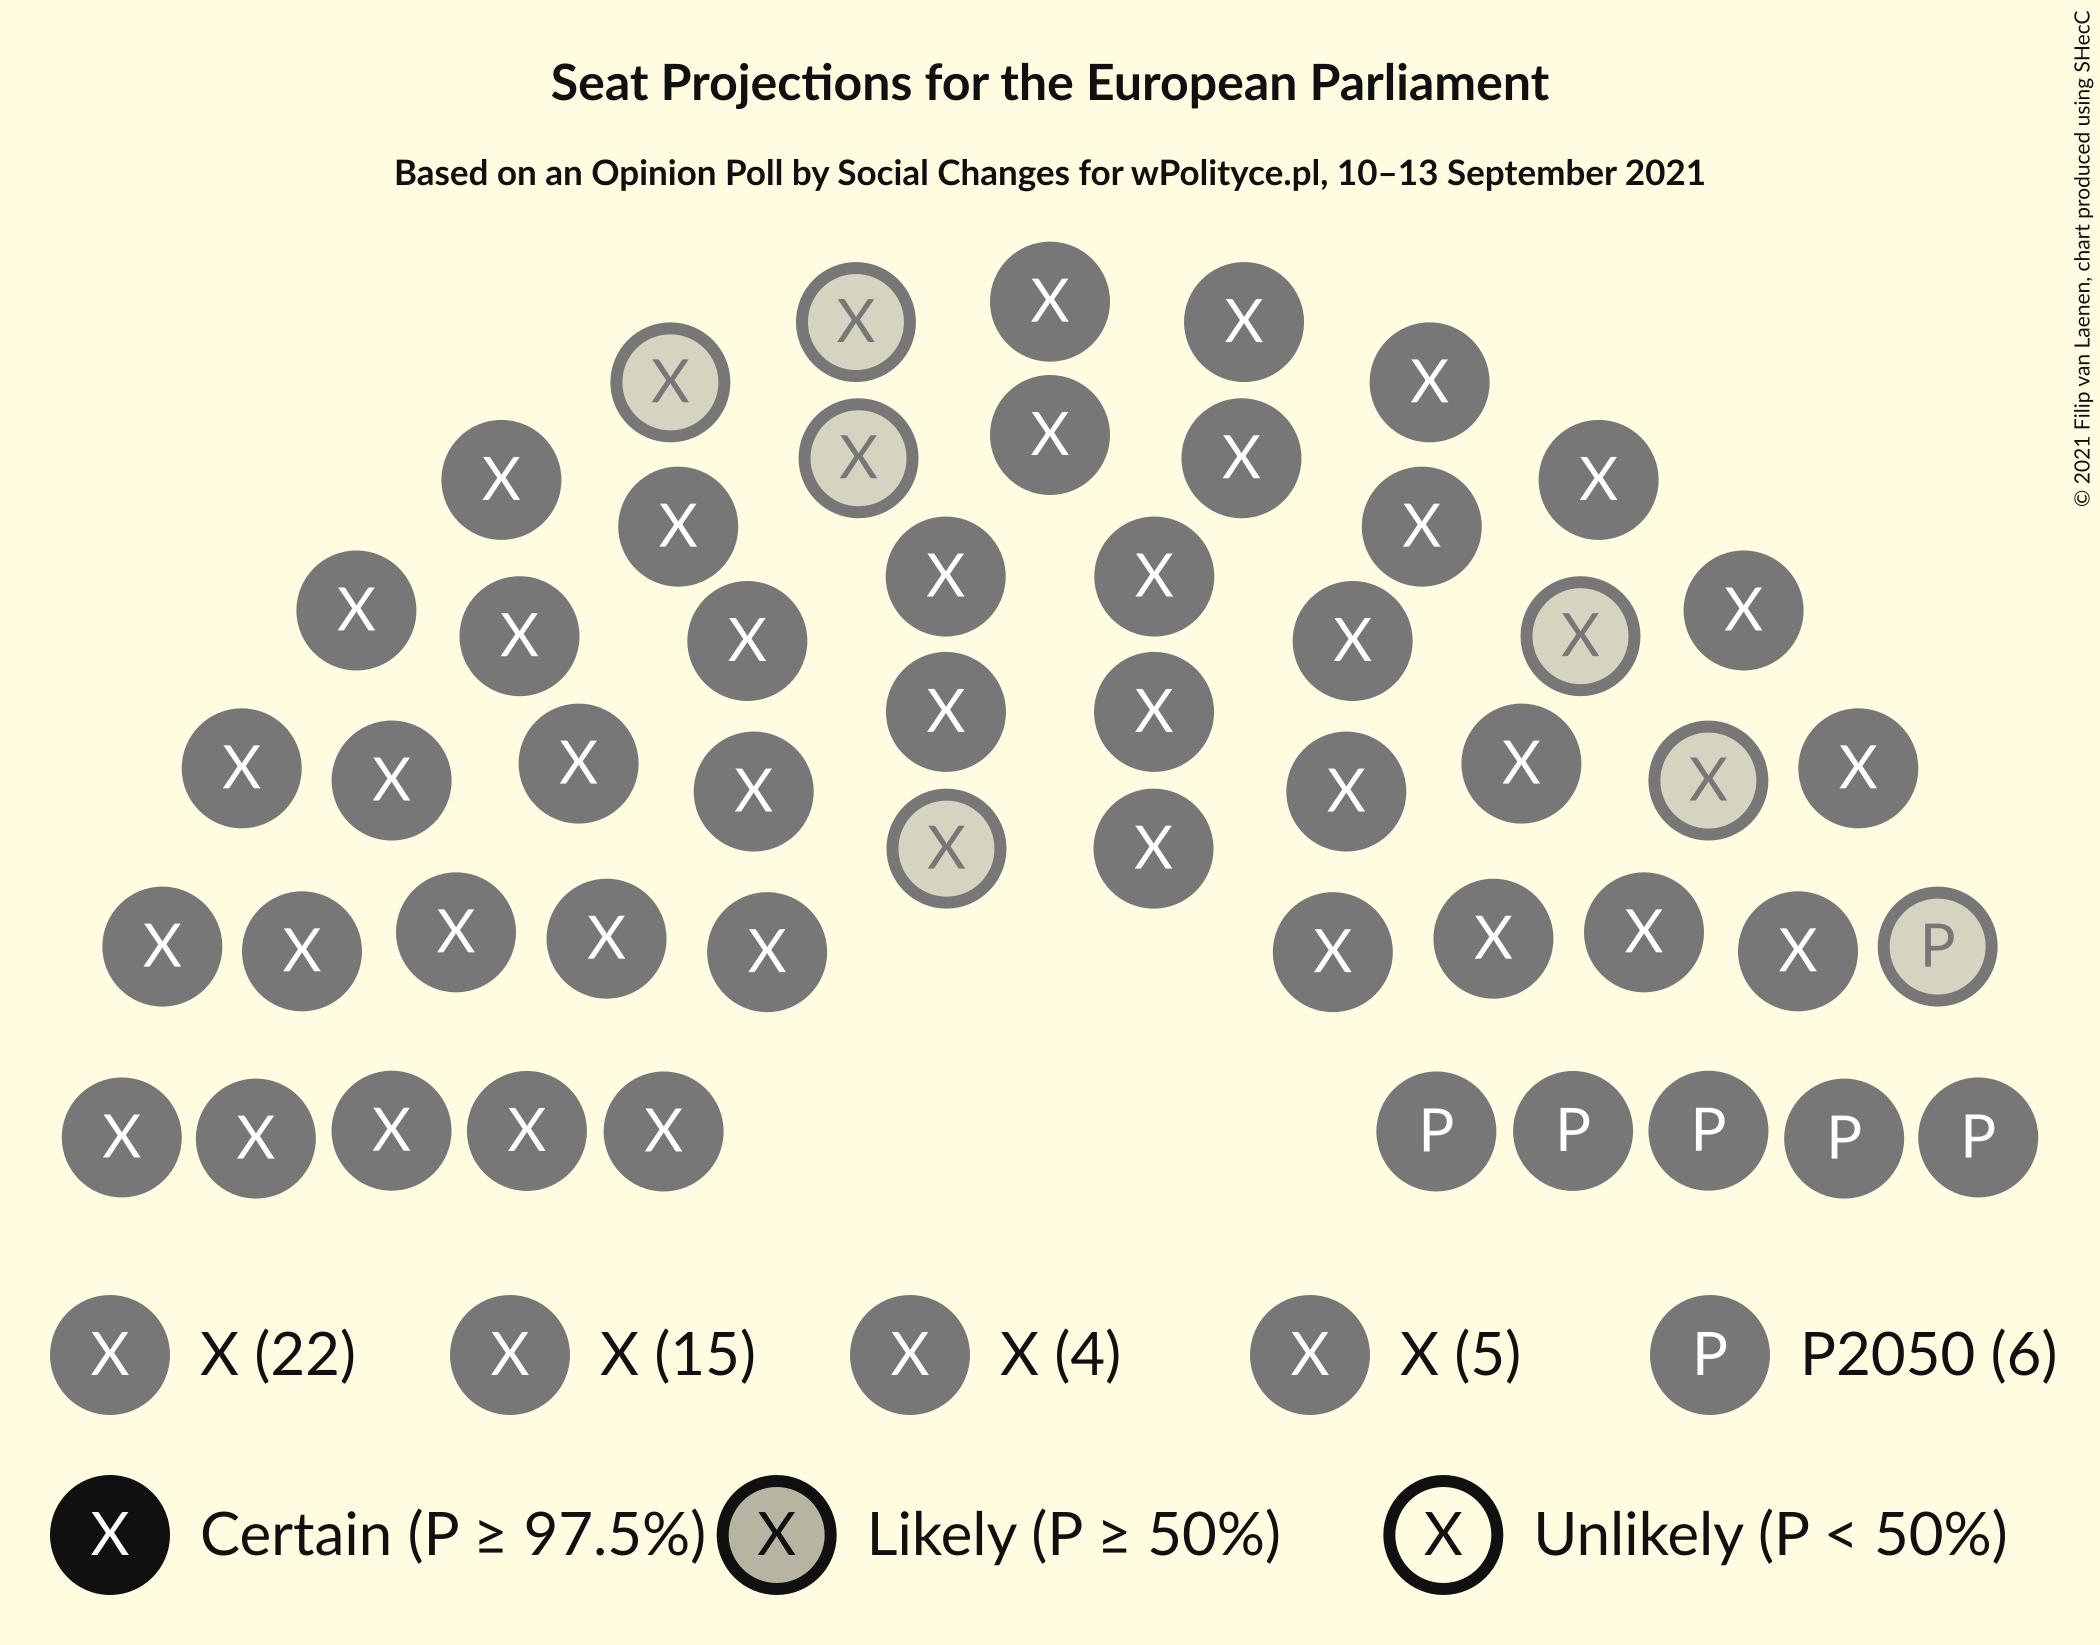 Seat Projections for the European Parliament
Based on an Opinion Poll by Social Changes for wPolityce.pl, 10–13 September 2021
© 2021 Filip van Laenen, chart produced using SHecC
X X X
X X
X X X
X X
X X X
X X
X X
X X X X
X X X X
X X
X X X X
X X
X X
X X X X
X X
X X X X P
X X X X
X X
X X X X X P P P P P
X X (22) X X (15) X X (4) X X (5) P P2050 (6)
X Certain (P ≥ 97.5%) X Likely (P ≥ 50%) X Unlikely (P < 50%)